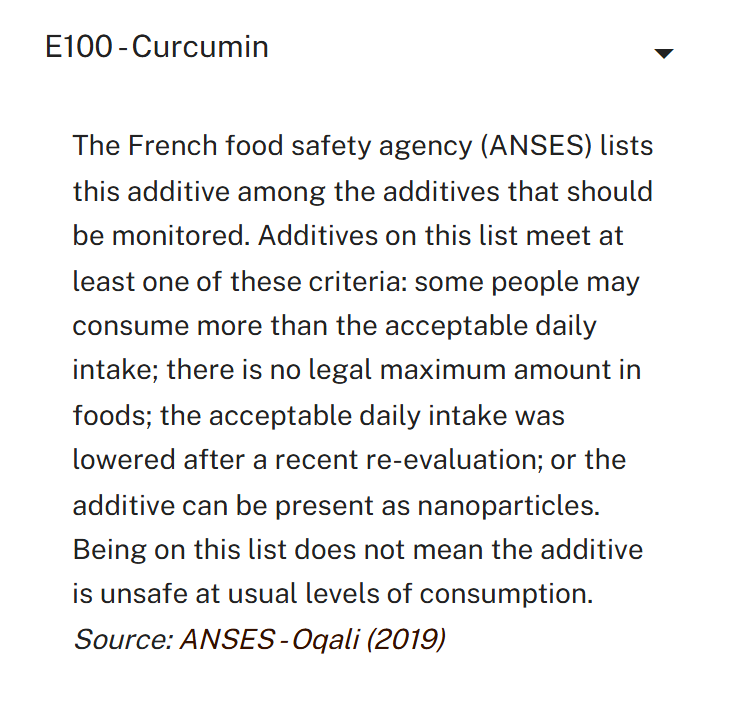 E100 - Curcumin
The French food safety agency (ANSES) lists
this additive among the additives that should
be monitored. Additives on this list meet at
least one of these criteria: some people may
consume more than the acceptable daily
intake; there is no legal maximum amount in
foods; the acceptable daily intake was
lowered after a recent re-evaluation; or the
additive can be present as nanoparticles.
Being on this list does not mean the additive
is unsafe at usual levels of consumption.
Source: ANSES - Oqali (2019)